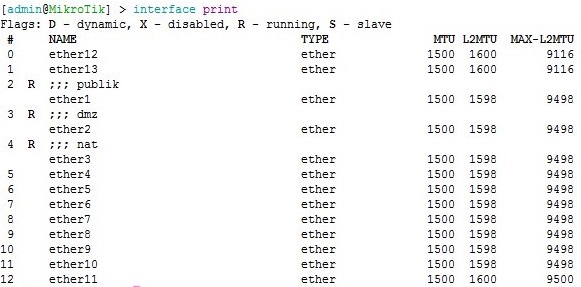 [admin@MikroTik] > interface print
Flags: D - dynamic, X - disabled, R - running, S - slave
# NAME TYPE MTU L2MTU MAX-L2MTU
0 ether12 ether 1500 1600 9116
1 ether13 ether 1500 1600 9116
2 R ;;; publik
ether1 ether 1500 1598 9498
3 R ;;; dmz
ether2 ether 1500 1598 9498
4 R ;;; nat
ether3 ether 1500 1598 9498
5 ether4 ether 1500 1598 9498
6 ether5 ether 1500 1598 9498
7 ether6 ether 1500 1598 9498
8 ether7 ether 1500 1598 9498
9 ether8 ether 1500 1598 9498
10 ether9 ether 1500 1598 9498
11 ether10 ether 1500 1598 9498
12 ether11 ether 1500 1600 9500